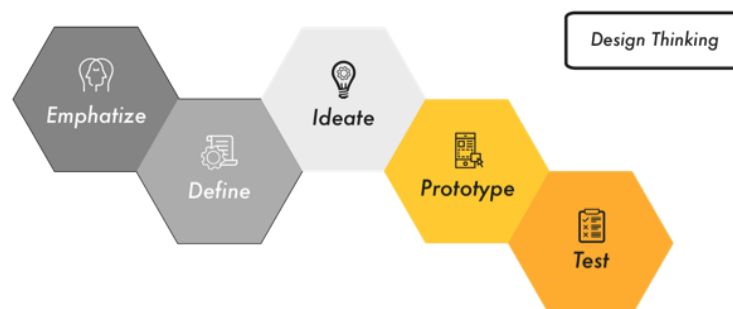 Design Thinking
Emphatize
Define
Ideate
Prototype
Test